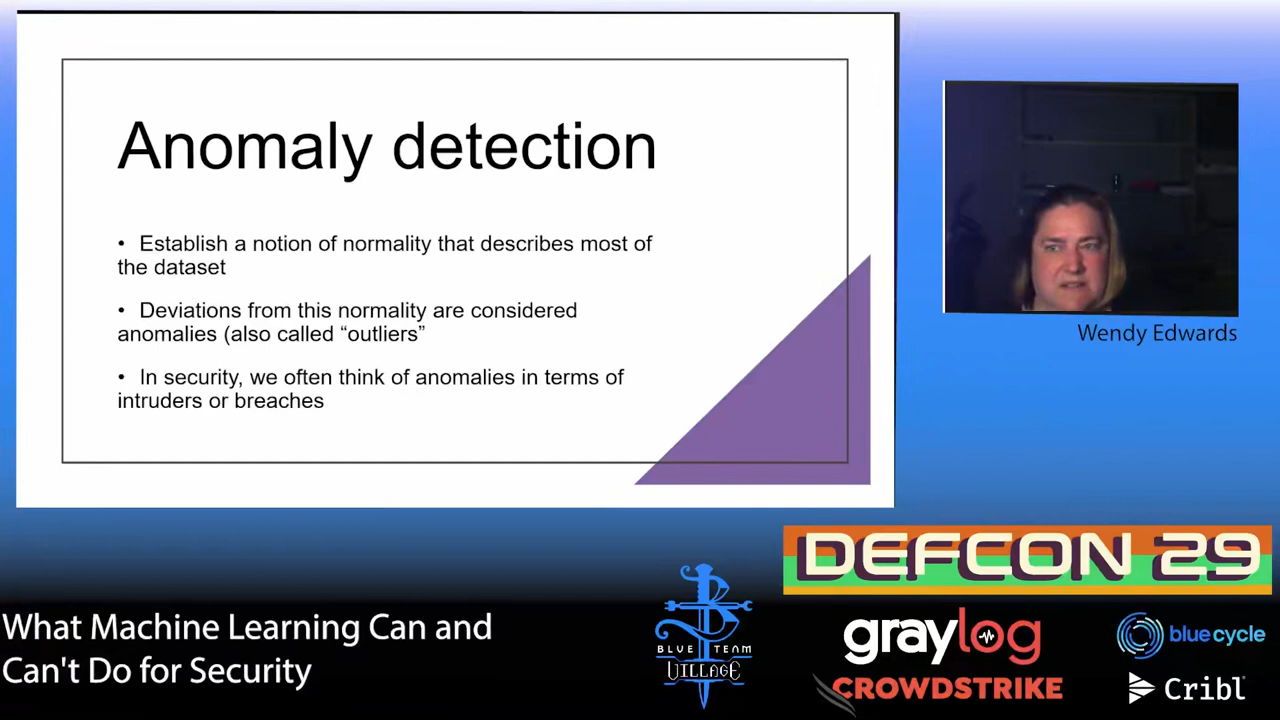 Anomaly detection
• Establish a notion of normality that describes most of
the dataset
• Deviations from this normality are considered
anomalies (also called “outliers”
• In security, we often think of anomalies in terms of
intruders or breaches
Wendy Edwards
DEFCON 29
What Machine Learning Can and
Can't Do for Security
BLUE TEAM
VILLAGE
graylog
CROWDSTRIKE
bluecycle
Cribl